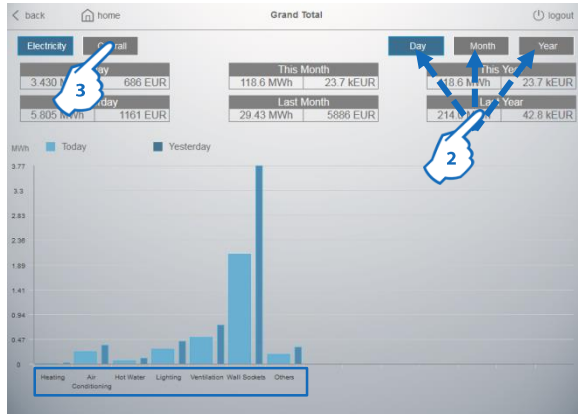 back home Grand Total logout
Electricity Day Month Year
3
This Month
3.430 686 EUR 118.6 MWh 23.7 kEUR 23.7 kEUR
Last Month Last Year
5.805 MWh 1161 EUR 29.43 MWh 5886 EUR 42.8 kEUR
2
MWh Today Yesterday
3.77
3.3
2.83
2.36
1.89
1.41
0.94
0.47
0
Heating Air Conditioning Hot Water Lighting Ventilation Wall Sockets Others